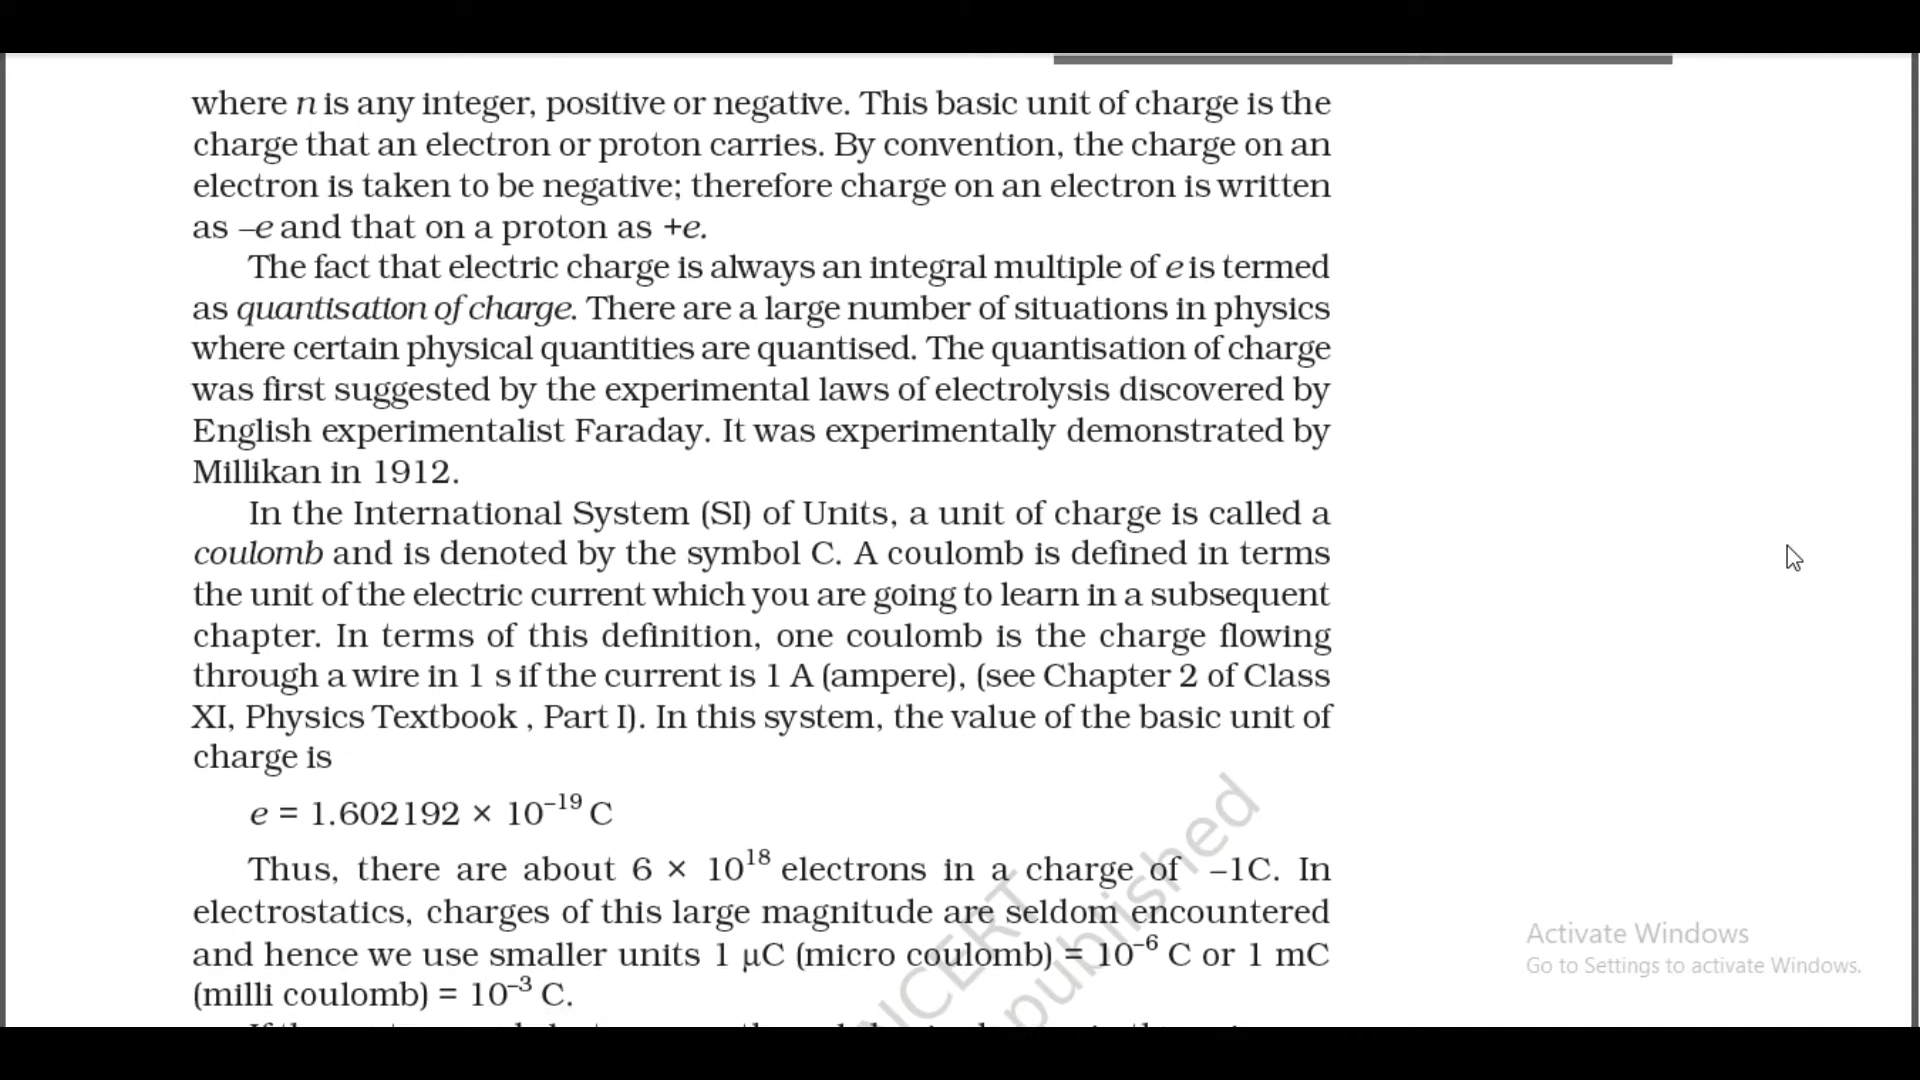 where n is any integer, positive or negative. This basic unit of charge is the
charge that an electron or proton carries. By convention, the charge on an
electron is taken to be negative; therefore charge on an electron is written
as –e and that on a proton as +e.
The fact that electric charge is always an integral multiple of e is termed
as quantisation of charge. There are a large number of situations in physics
where certain physical quantities are quantised. The quantisation of charge
was first suggested by the experimental laws of electrolysis discovered by
English experimentalist Faraday. It was experimentally demonstrated by
Millikan in 1912.
In the International System (SI) of Units, a unit of charge is called a
coulomb and is denoted by the symbol C. A coulomb is defined in terms
the unit of the electric current which you are going to learn in a subsequent
chapter. In terms of this definition, one coulomb is the charge flowing
through a wire in 1 s if the current is 1 A (ampere), (see Chapter 2 of Class
XI, Physics Textbook , Part I). In this system, the value of the basic unit of
charge is
e = 1.602192 × 10⁻¹⁹ C
Thus, there are about 6 × 10¹⁸ electrons in a charge of –1C. In
electrostatics, charges of this large magnitude are seldom encountered
and hence we use smaller units 1 µC (micro coulomb) = 10⁻⁶ C or 1 mC
(milli coulomb) = 10⁻³ C.
NCERT
published
Activate Windows
Go to Settings to activate Windows.